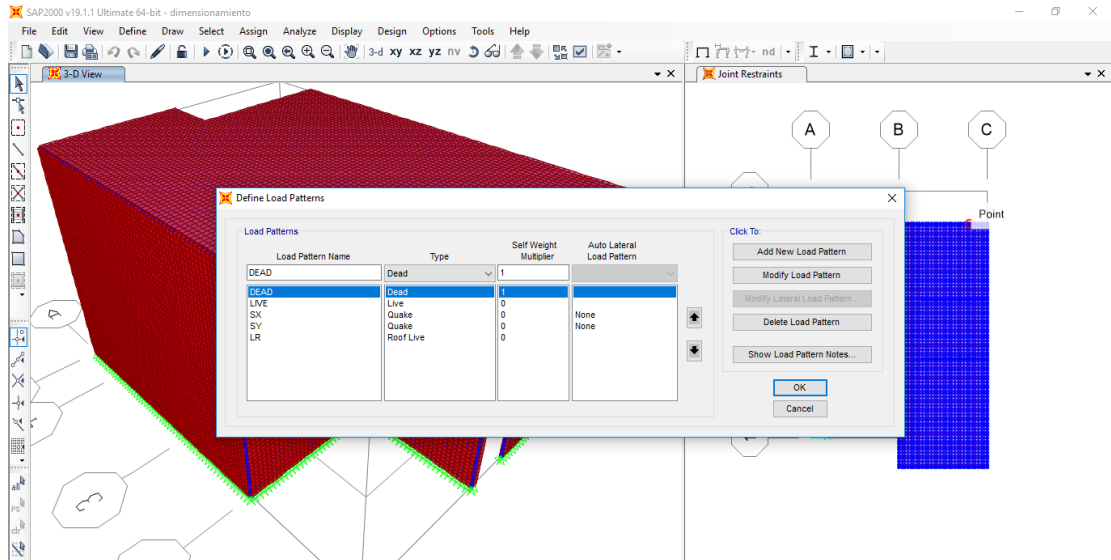 SAP2000 v19.1.1 Ultimate 64-bit - dimensionamiento
File Edit View Define Draw Select Assign Analyze Display Design Options Tools Help
3-d xy xz yz nv nd
3-D View
Joint Restraints
A B C
Point
Define Load Patterns
Load Patterns
Click To:
Load Pattern Name Type Self Weight Multiplier Auto Lateral Load Pattern
DEAD Dead 1
DEAD Dead 1
LIVE Live 0
SX Quake 0 None
SY Quake 0 None
LR Roof Live 0
Add New Load Pattern
Modify Load Pattern
Modify Lateral Load Pattern...
Delete Load Pattern
Show Load Pattern Notes...
OK
Cancel
A
3
all
PS
clr